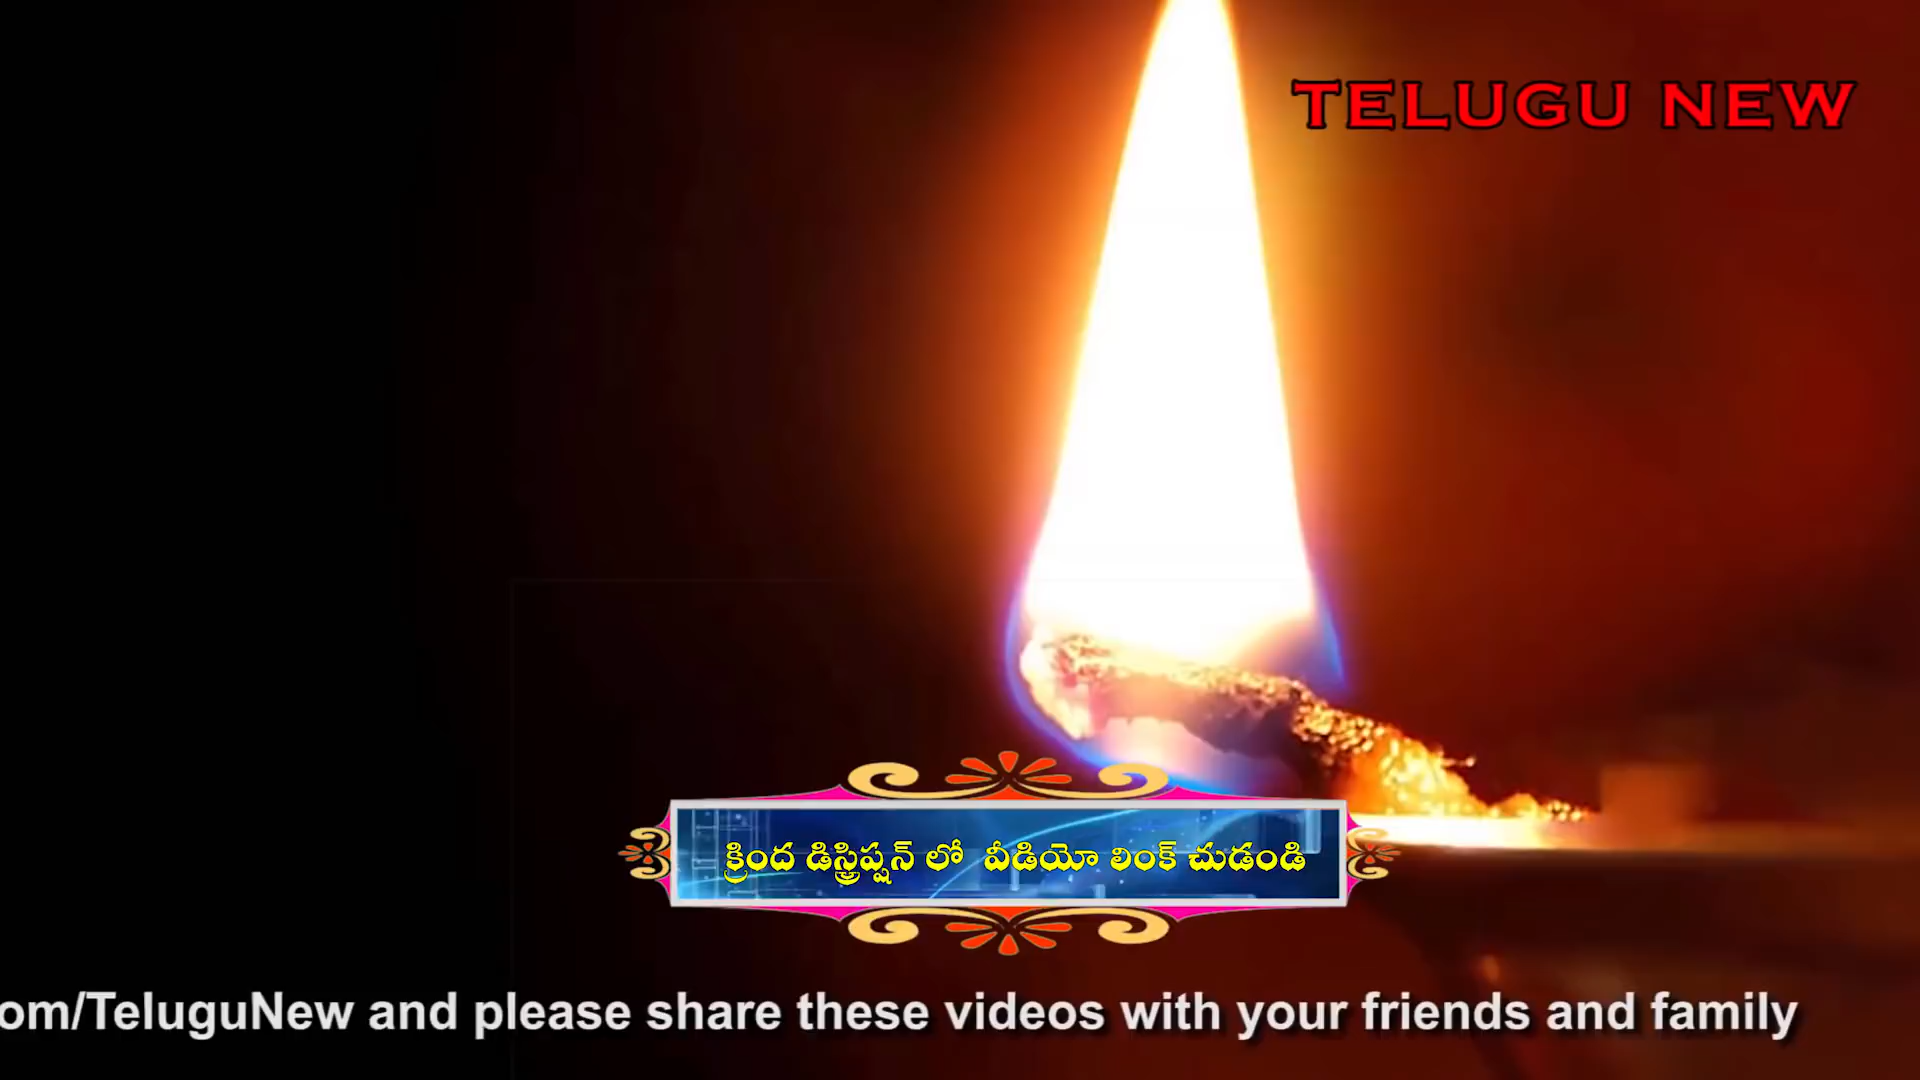 TELUGU NEW
క్రింద డిస్క్రిప్షన్ లో వీడియో లింక్ చుడండి
om/TeluguNew and please share these videos with your friends and family